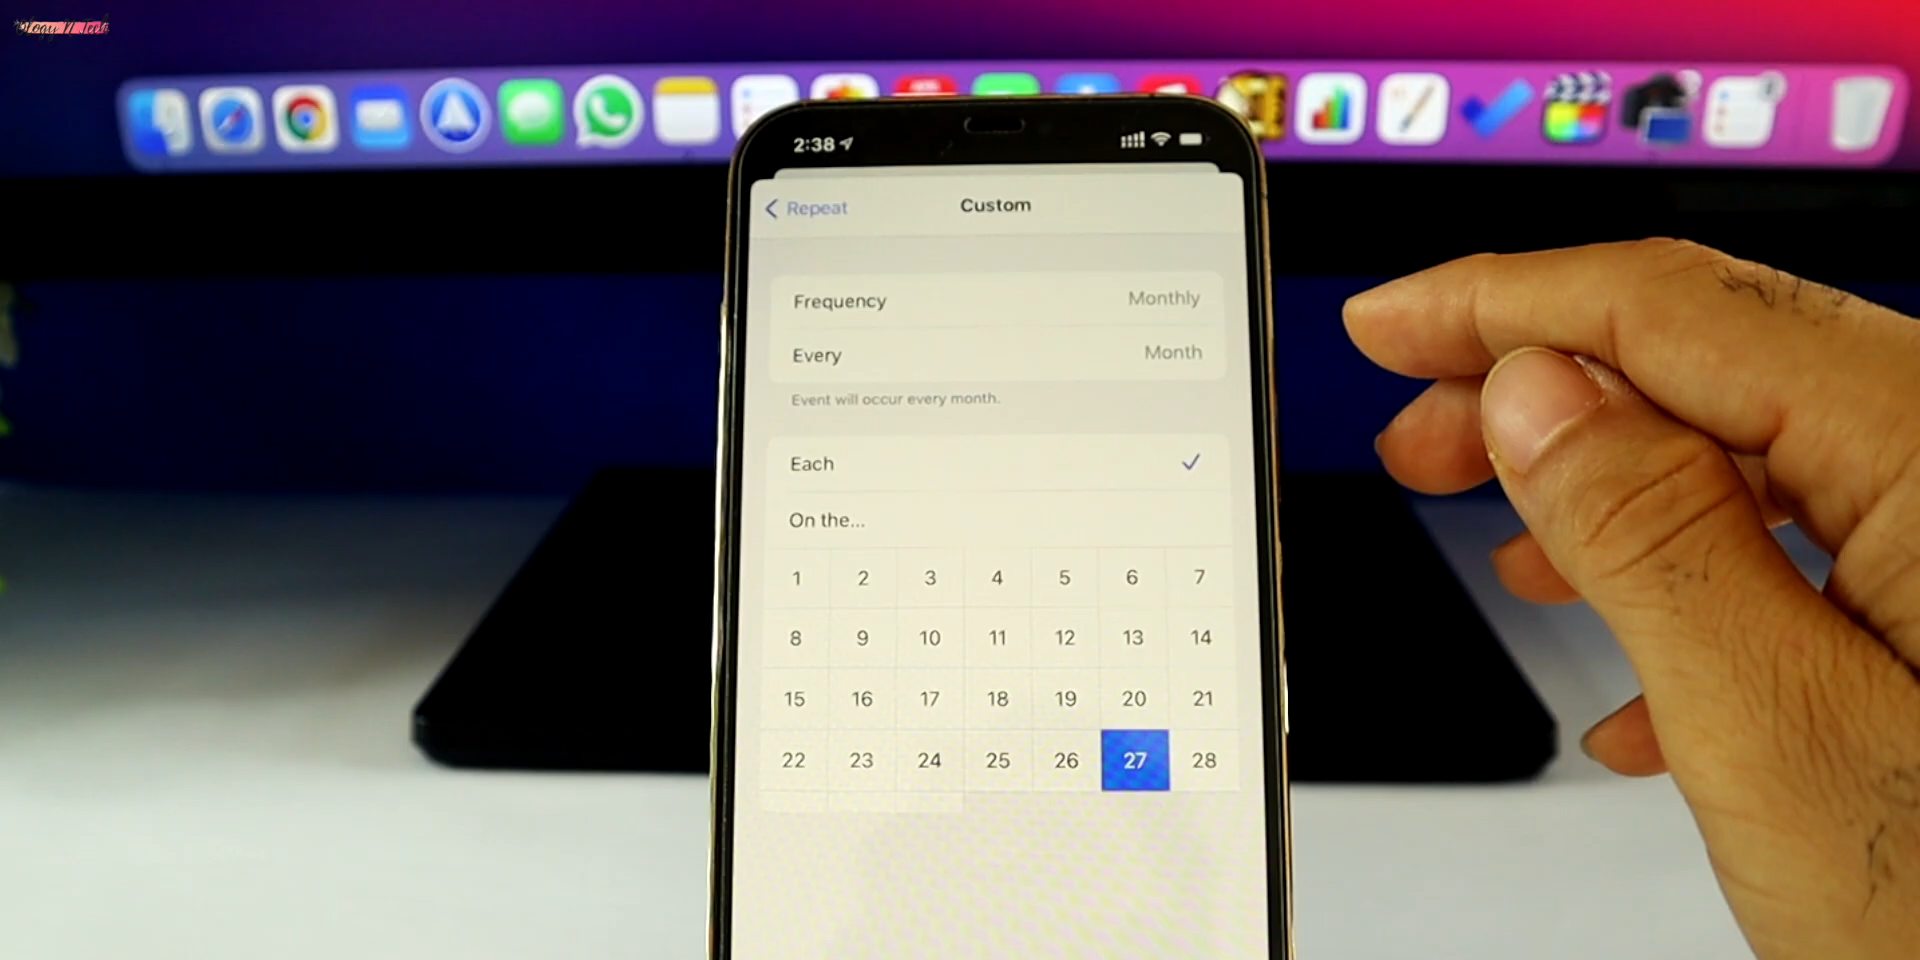 2:38
Repeat
Custom
Frequency Monthly
Every Month
Event will occur every month.
Each
On the...
1 2 3 4 5 6 7
8 9 10 11 12 13 14
15 16 17 18 19 20 21
22 23 24 25 26 27 28